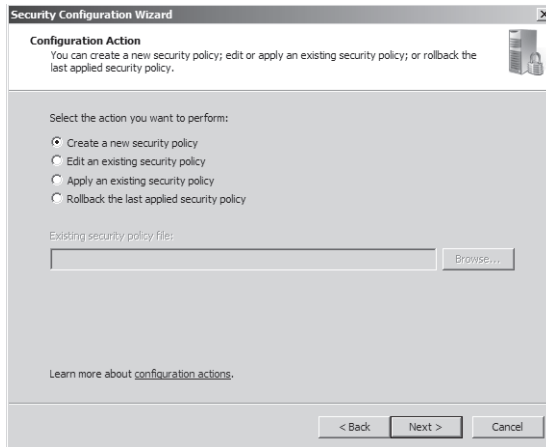 Security Configuration Wizard
Configuration Action
You can create a new security policy; edit or apply an existing security policy; or rollback the
last applied security policy.
Select the action you want to perform:
Create a new security policy
Edit an existing security policy
Apply an existing security policy
Rollback the last applied security policy
Existing security policy file:
Browse...
Learn more about configuration actions.
< Back
Next >
Cancel